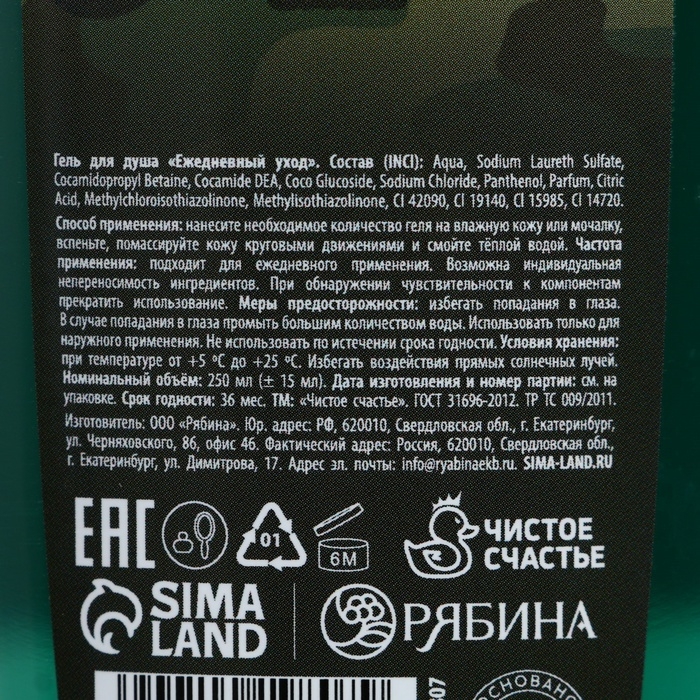 Гель для душа «Ежедневный уход». Состав (INCI): Aqua, Sodium Laureth Sulfate,
Cocamidopropyl Betaine, Cocamide DEA, Coco Glucoside, Sodium Chloride, Panthenol, Parfum, Citric
Acid, Methylchloroisothiazolinone, Methylisothiazolinone, CI 42090, CI 19140, CI 15985, CI 14720.
Способ применения: нанесите необходимое количество геля на влажную кожу или мочалку,
вспеньте, помассируйте кожу круговыми движениями и смойте тёплой водой. Частота
применения: подходит для ежедневного применения. Возможна индивидуальная
непереносимость ингредиентов. При обнаружении чувствительности к компонентам
прекратить использование. Меры предосторожности: избегать попадания в глаза.
В случае попадания в глаза промыть большим количеством воды. Использовать только для
наружного применения. Не использовать по истечении срока годности. Условия хранения:
при температуре от +5 °C до +25 °C. Избегать воздействия прямых солнечных лучей.
Номинальный объём: 250 мл (± 15 мл). Дата изготовления и номер партии: см. на
упаковке. Срок годности: 36 мес. ТМ: «Чистое счастье». ГОСТ 31696-2012. ТР ТС 009/2011.
Изготовитель: ООО «Рябина». Юр. адрес: РФ, 620010, Свердловская обл., г. Екатеринбург,
ул. Черняховского, 86, офис 46. Фактический адрес: Россия, 620010, Свердловская обл.,
г. Екатеринбург, ул. Димитрова, 17. Адрес эл. почты: info@ryabinaekb.ru. SIMA-LAND.RU
EAC
01
6M
ЧИСТОЕ
СЧАСТЬЕ
SIMA
LAND
РЯБИНА
07
ОСНОВАНО